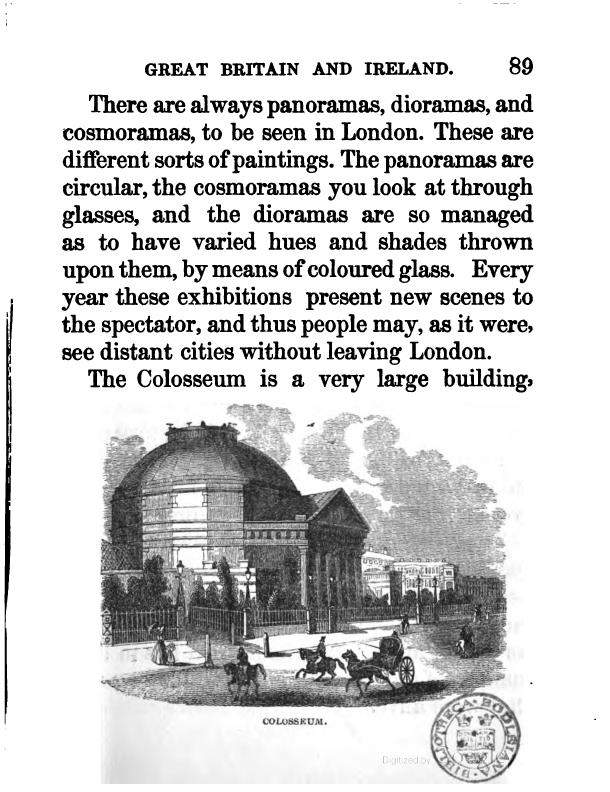 GREAT BRITAIN AND IRELAND. 89
There are always panoramas, dioramas, and
cosmoramas, to be seen in London. These are
different sorts of paintings. The panoramas are
circular, the cosmoramas you look at through
glasses, and the dioramas are so managed
as to have varied hues and shades thrown
upon them, by means of coloured glass. Every
year these exhibitions present new scenes to
the spectator, and thus people may, as it were,
see distant cities without leaving London.
The Colosseum is a very large building,
COLOSSEUM.
Digitized by
BIBLIOTHECA BODLEIANA